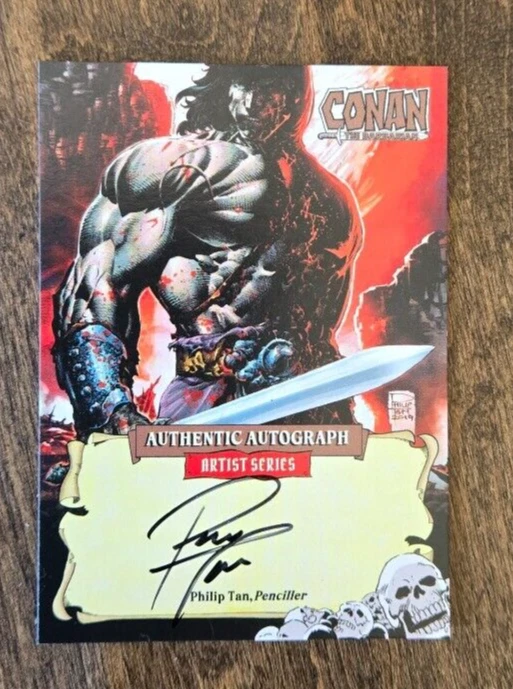 CONAN
THE BARBARIAN
AUTHENTIC AUTOGRAPH
ARTIST SERIES
Philip Tan, Penciller